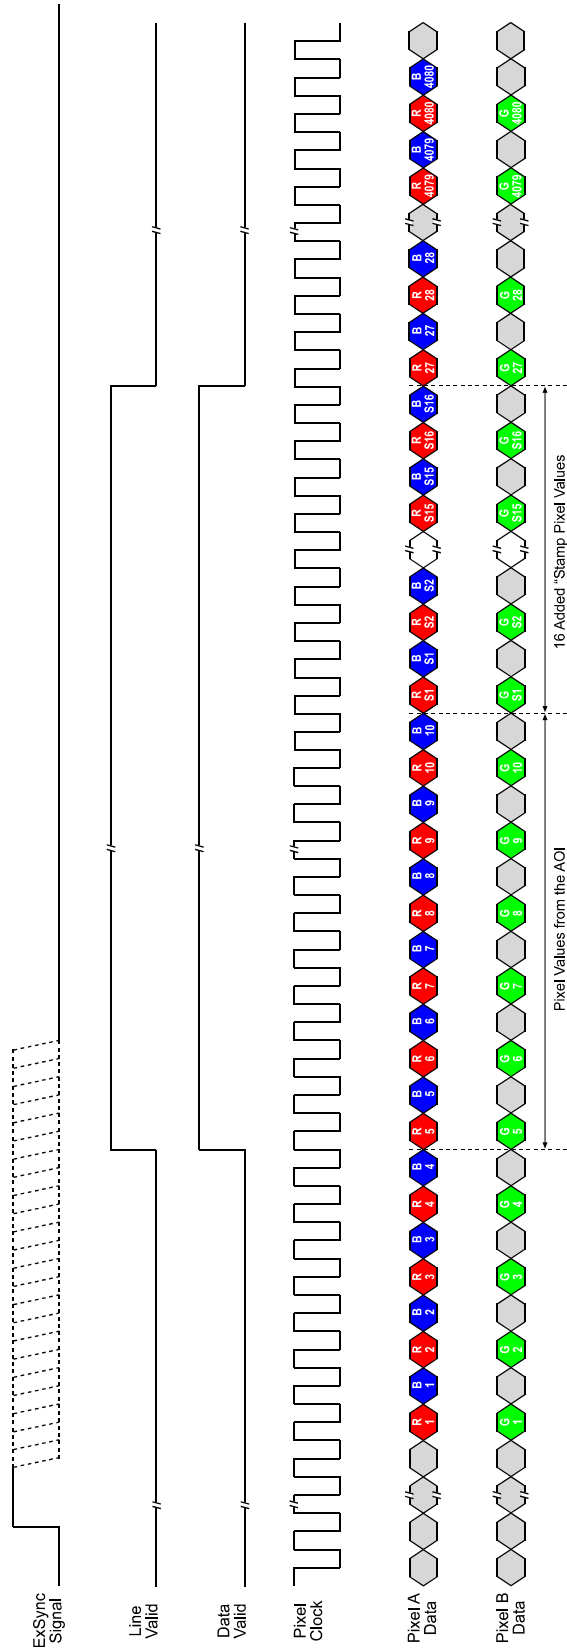 ExSync
Signal
Line
Valid
Data
Valid
Pixel
Clock
Pixel A R B R B R B R B R B R B R B R B R B R B R B R B R B R B R B R B R B R B
Data 1 1 2 2 3 3 4 4 5 5 6 6 7 7 8 8 9 9 10 10 S1 S1 S2 S2 S15 S15 S16 S16 27 27 28 28 4079 4079 4080 4080
Pixel B G G G G G G G G G G G G G G G G G G
Data 1 2 3 4 5 6 7 8 9 10 S1 S2 S15 S16 27 28 4079 4080
Pixel Values from the AOI
16 Added "Stamp Pixel Values